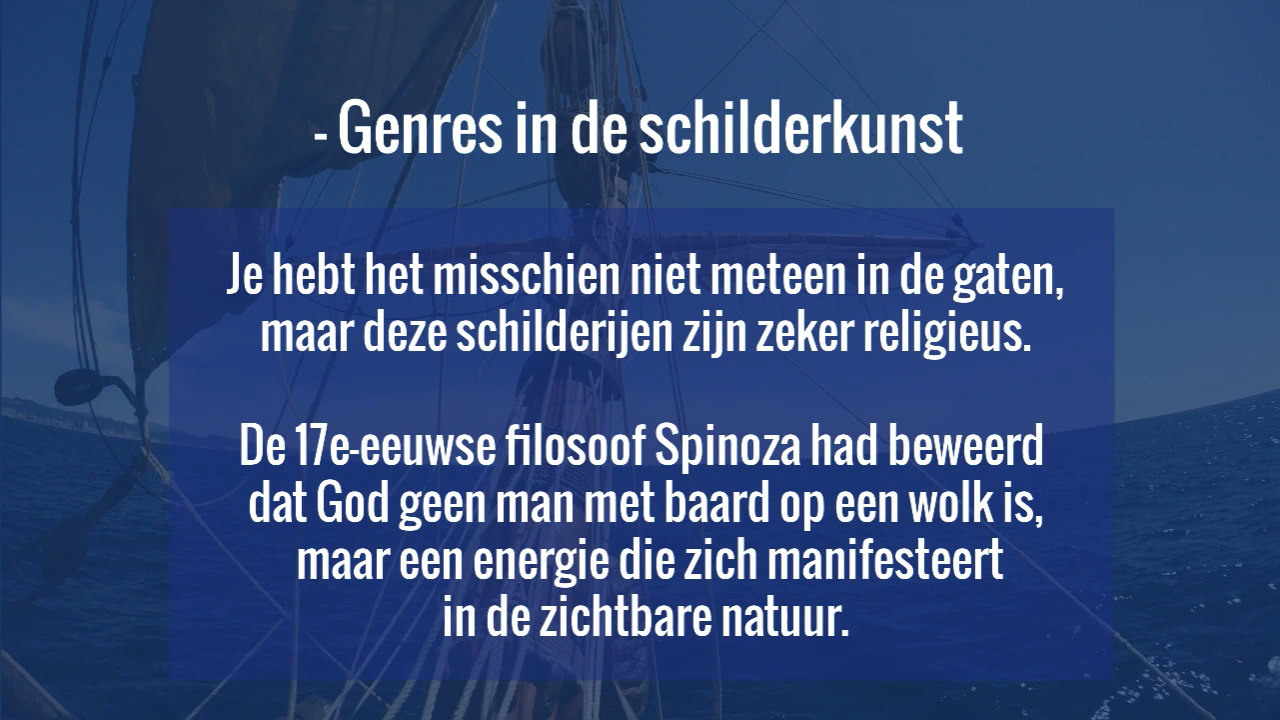 - Genres in de schilderkunst
Je hebt het misschien niet meteen in de gaten,
maar deze schilderijen zijn zeker religieus.
De 17e-eeuwse filosoof Spinoza had beweerd
dat God geen man met baard op een wolk is,
maar een energie die zich manifesteert
in de zichtbare natuur.